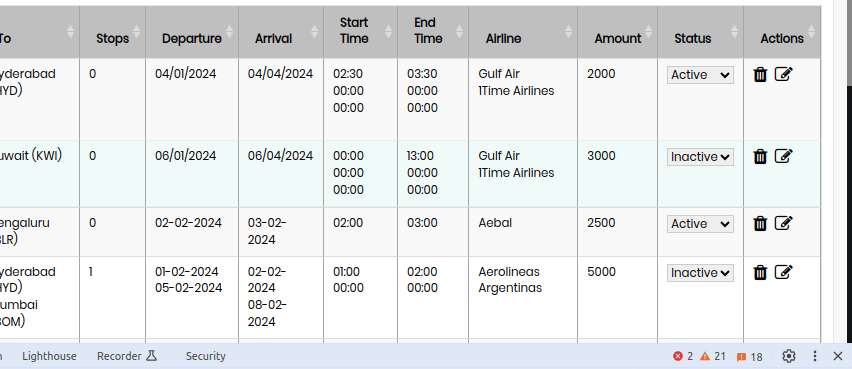 To Stops Departure Arrival Start Time End Time Airline Amount Status Actions
yderabad 0 04/01/2024 04/04/2024 02:30 03:30 Gulf Air 2000 Active
HYD) 00:00 00:00 1Time Airlines
00:00 00:00
uwait (KWI) 0 06/01/2024 06/04/2024 00:00 13:00 Gulf Air 3000 Inactive
00:00 00:00 1Time Airlines
00:00 00:00
engaluru 0 02-02-2024 03-02- 02:00 03:00 Aebal 2500 Active
BLR) 2024
yderabad 1 01-02-2024 02-02- 01:00 02:00 Aerolineas 5000 Inactive
HYD) 05-02-2024 2024 00:00 00:00 Argentinas
umbai 08-02-
BOM) 2024
Lighthouse Recorder Security 2 21 18